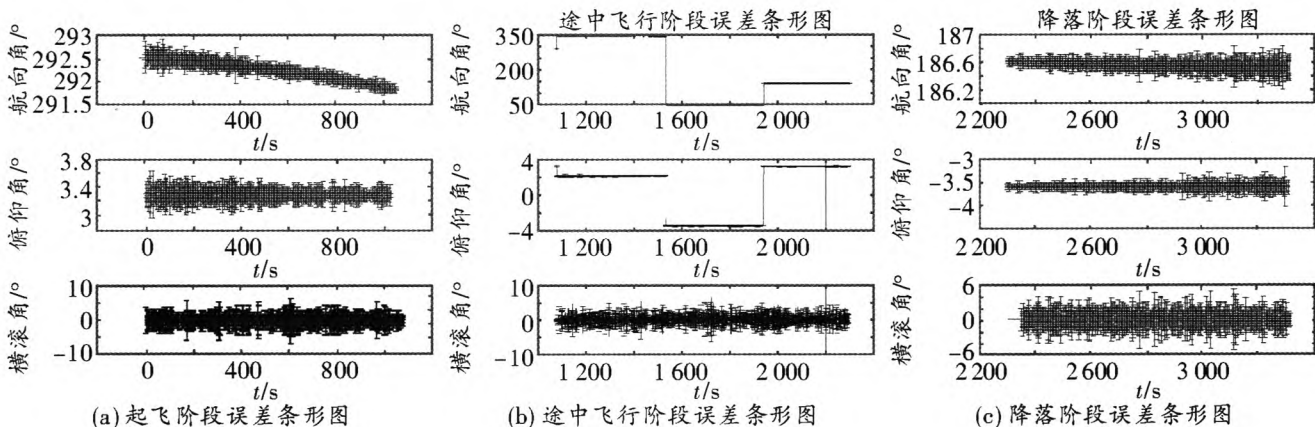 293
292.5
292
291.5
航向角/°
0 400 800
t/s
3.8
3.4
3
俯仰角/°
0 400 800
t/s
10
0
-10
横滚角/°
0 400 800
t/s
(a)起飞阶段误差条形图
途中飞行阶段误差条形图
350
200
50
航向角/°
1 200 1 600 2 000
t/s
4
0
-4
俯仰角/°
1 200 1 600 2 000
t/s
10
0
-10
横滚角/°
1 200 1 600 2 000
t/s
(b)途中飞行阶段误差条形图
降落阶段误差条形图
187
186.6
186.2
航向角/°
2 200 2 600 3 000
t/s
-3
-3.5
-4
俯仰角/°
2 200 2 600 3 000
t/s
6
0
-6
横滚角/°
2 200 2 600 3 000
t/s
(c)降落阶段误差条形图